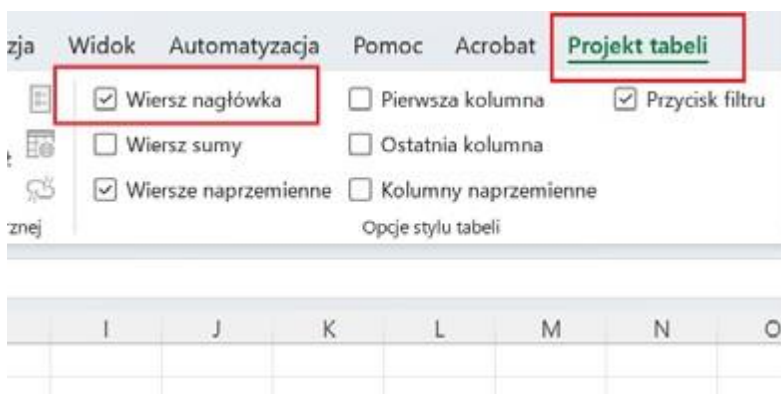 zja Widok Automatyzacja Pomoc Acrobat Projekt tabeli
Wiersz nagłówka Pierwsza kolumna Przycisk filtru
Wiersz sumy Ostatnia kolumna
Wiersze naprzemienne Kolumny naprzemienne
znej Opcje stylu tabeli
I J K L M N O